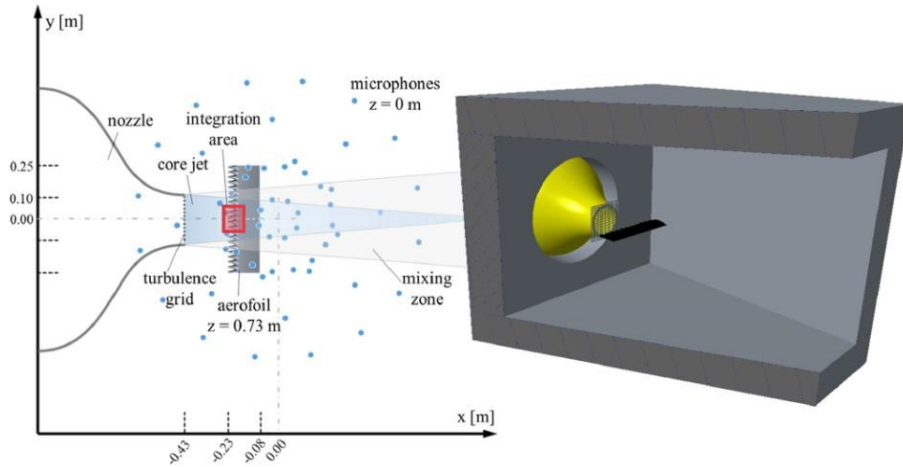 y [m]
microphones
z = 0 m
integration
area
nozzle
core jet
0.25
0.10
0.00
turbulence
grid
aerofoil
z = 0.73 m
mixing
zone
x [m]
-0.43
-0.23
-0.08
0.00